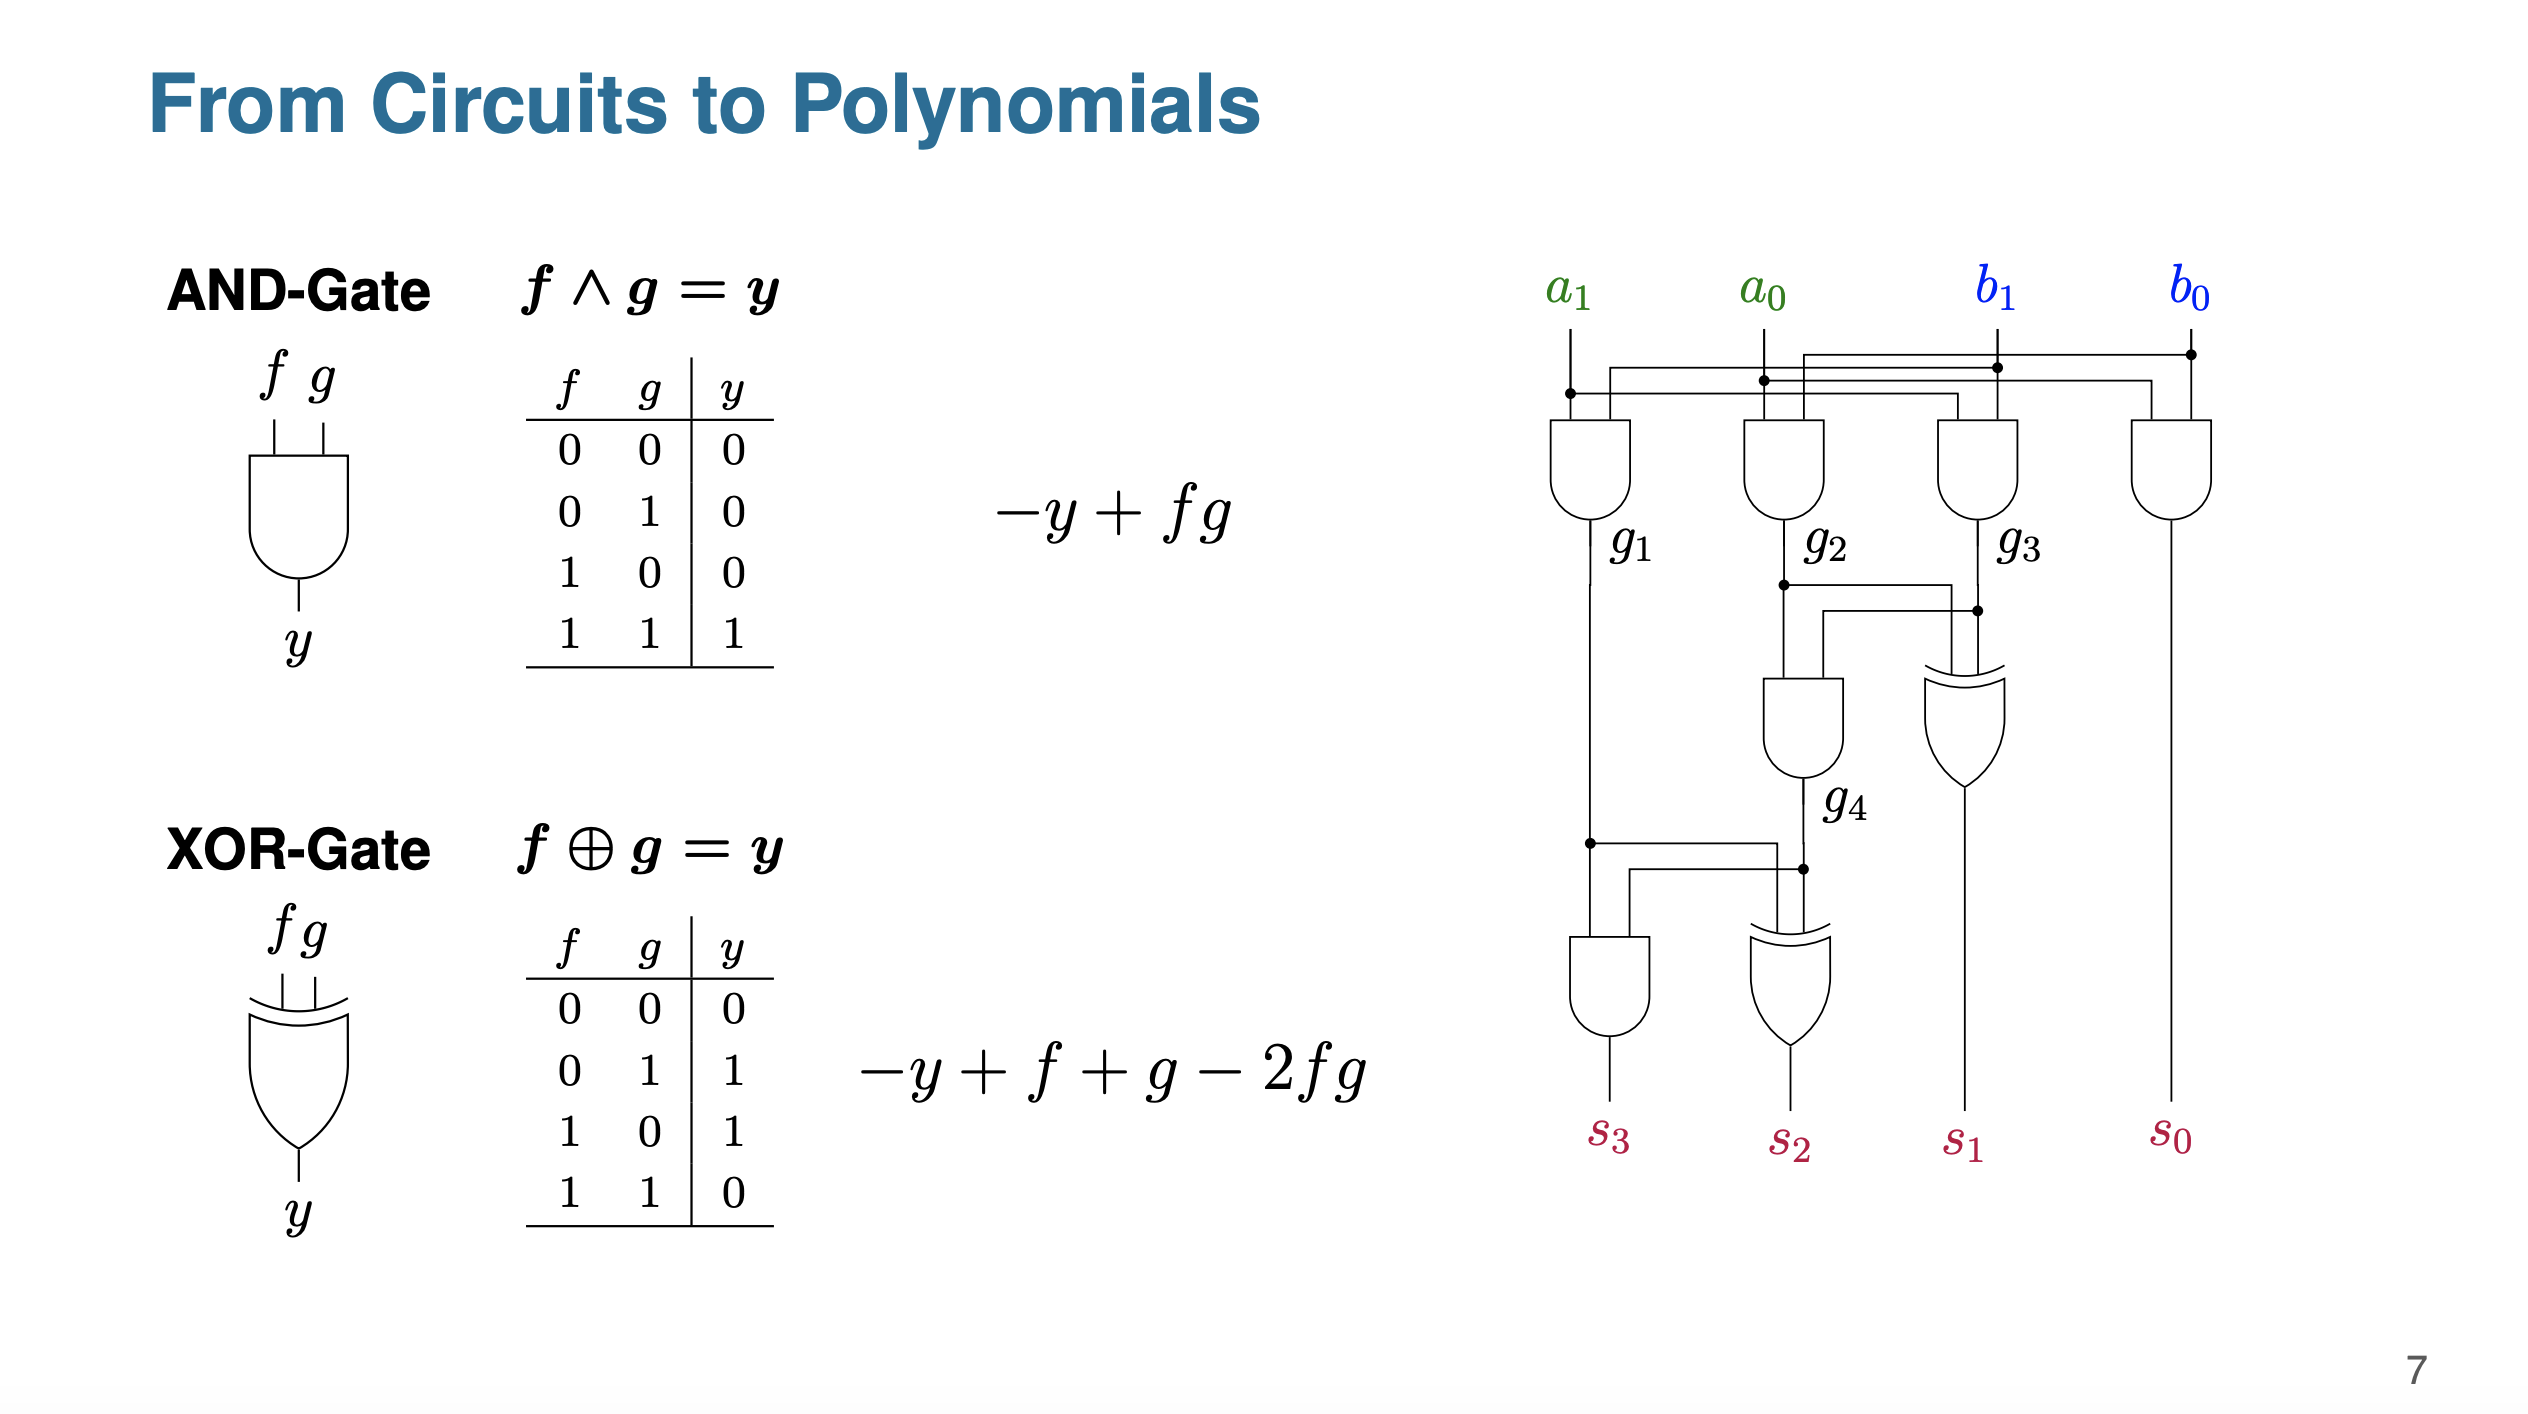 From Circuits to Polynomials
AND-Gate f ∧ g = y
f g
y
f g y
0 0 0
0 1 0
1 0 0
1 1 1
−y + fg
XOR-Gate f ⊕ g = y
f g
y
f g y
0 0 0
0 1 1
1 0 1
1 1 0
−y + f + g − 2fg
a₁ a₀ b₁ b₀
g₁ g₂ g₃
g₄
s₃ s₂ s₁ s₀
7